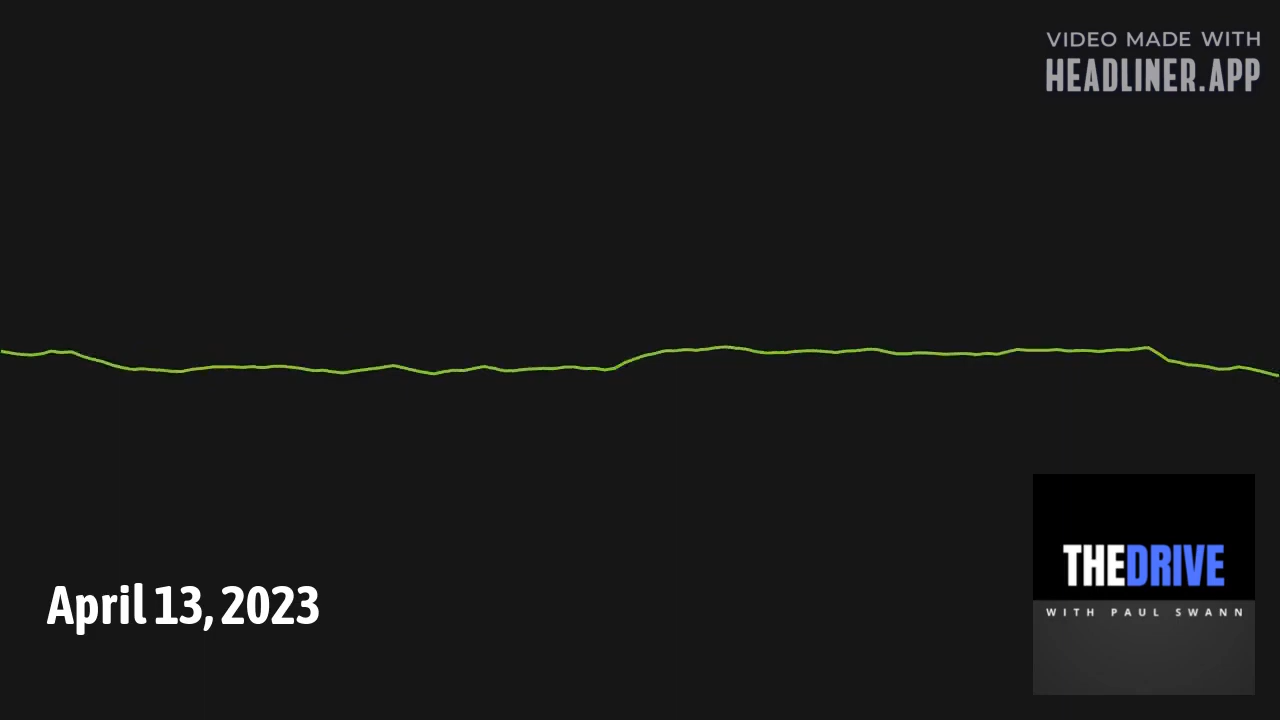 VIDEO MADE WITH
HEADLINER.APP
THEDRIVE
WITH PAUL SWANN
April 13, 2023